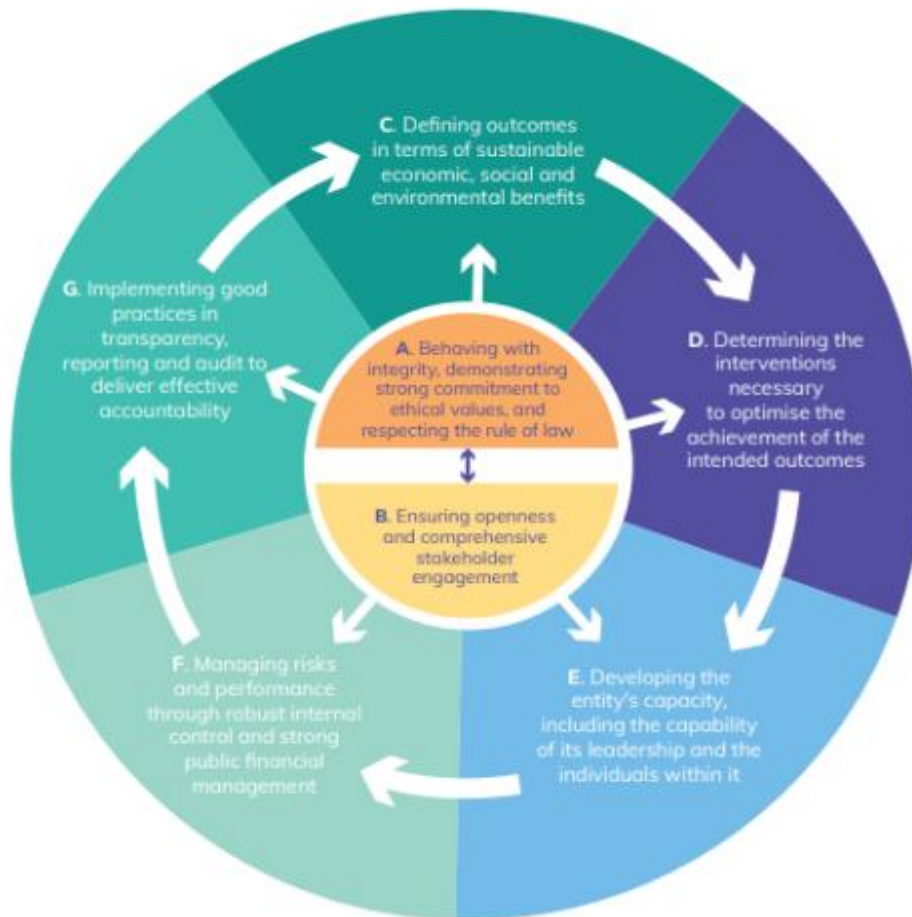 C. Defining outcomes
in terms of sustainable
economic, social and
environmental benefits
G. Implementing good
practices in
transparency,
reporting and audit to
deliver effective
accountability
A. Behaving with
integrity, demonstrating
strong commitment to
ethical values, and
respecting the rule of law
D. Determining the
interventions
necessary
to optimise the
achievement of the
intended outcomes
B. Ensuring openness
and comprehensive
stakeholder
engagement
F. Managing risks
and performance
through robust internal
control and strong
public financial
management
E. Developing the
entity's capacity,
including the capability
of its leadership and the
individuals within it